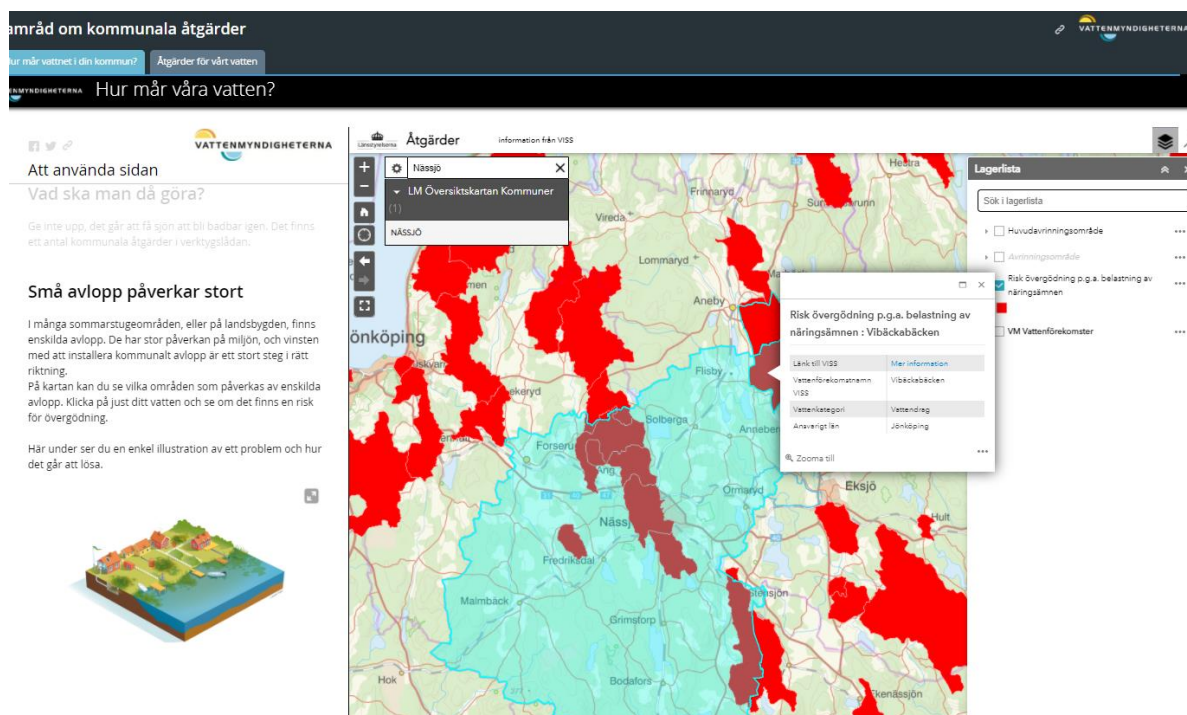 amråd om kommunala åtgärder
VATTENMYNDIGHETERNA
ur mår vattnet i din kommun?
Åtgärder för vårt vatten
ENMYNDIGHETERNA
Hur mår våra vatten?
VATTENMYNDIGHETERNA
Att använda sidan
Vad ska man då göra?
Ge inte upp, det går att få sjön att bli badbar igen. Det finns
ett antal kommunala åtgärder i verktygslådan.
Små avlopp påverkar stort
I många sommarstugeområden, eller på landsbygden, finns
enskilda avlopp. De har stor påverkan på miljön, och vinsten
med att installera kommunalt avlopp är ett stort steg i rätt
riktning.
På kartan kan du se vilka områden som påverkas av enskilda
avlopp. Klicka på just ditt vatten och se om det finns en risk
för övergödning.
Här under ser du en enkel illustration av ett problem och hur
det går att lösa.
Länsstyrelserna
Åtgärder
information från VISS
Nässjö
LM Översiktskartan Kommuner
(1)
NÄSSJÖ
Frinnaryd
Vireda
Lommaryd
Aneby
önköping
Flisby
Solberga
Anneber
Forseru
Äng
Ormaryd
Eksjö
Hult
Näss
Fredriksdal
Malmbäck
Grimstorp
Stensjön
Hok
Bodafors
kenässjön
Risk övergödning p.g.a. belastning av
näringsämnen : Vibäckabäcken
Länk till VISS
Mer information
Vattenförekomstnamn
VISS
Vibäckabäcken
Vattenkategori
Vattendrag
Ansvarigt län
Jönköping
Zooma till
Lagerlista
Sök i lagerlista
Huvudavrinningsområde
Avrinningsområde
Risk övergödning p.g.a. belastning av
näringsämnen
VM Vattenförekomster